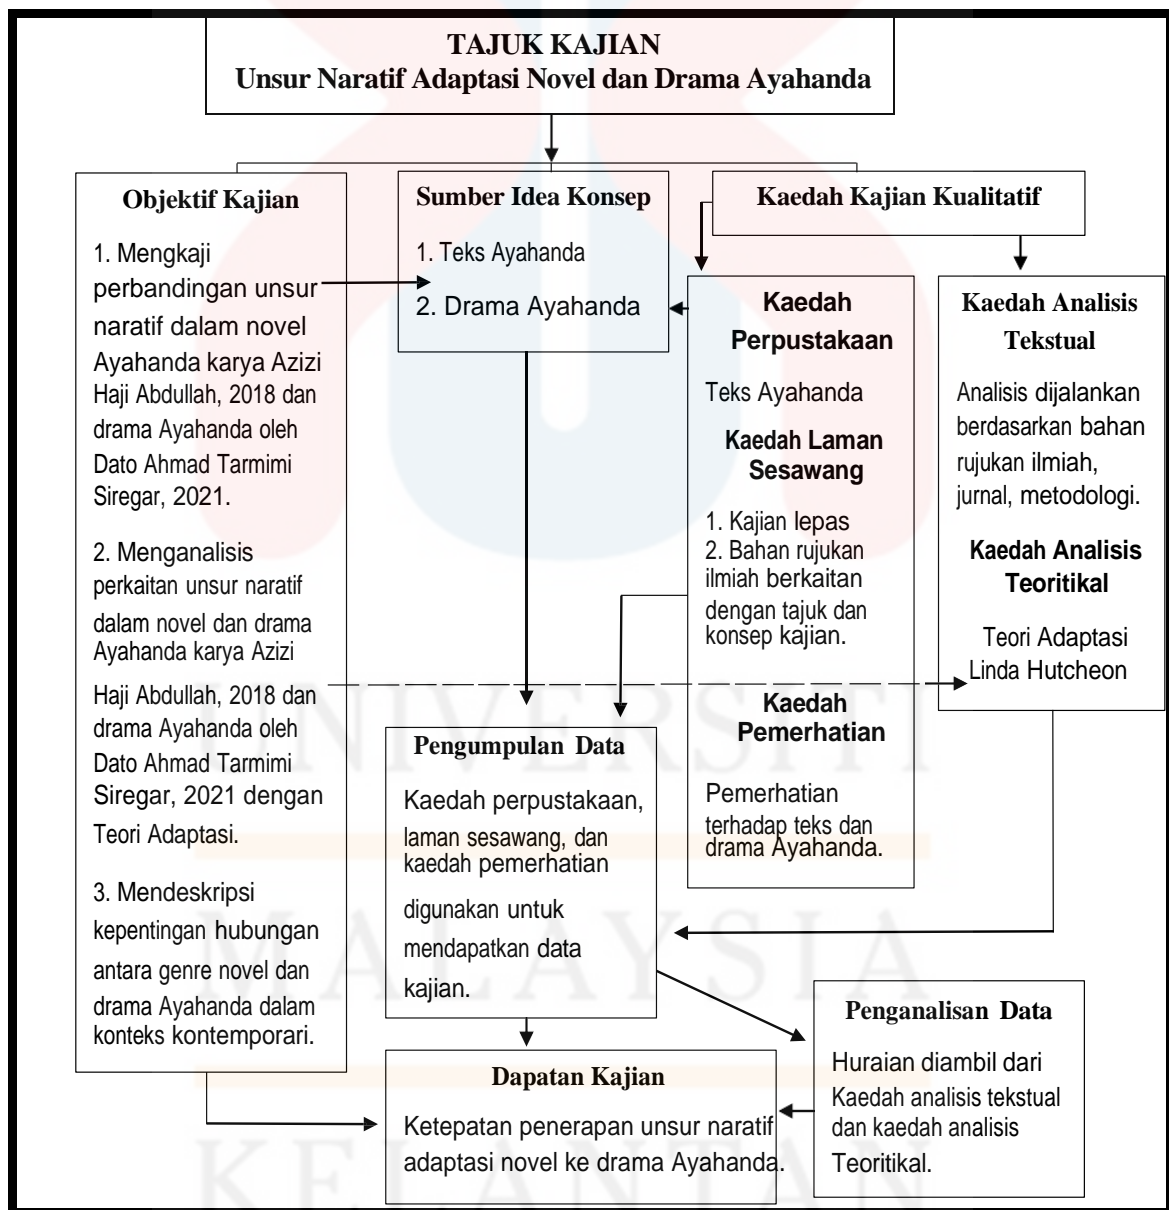 TAJUK KAJIAN
Unsur Naratif Adaptasi Novel dan Drama Ayahanda
Objektif Kajian
1. Mengkaji
perbandingan unsur
naratif dalam novel
Ayahanda karya Azizi
Haji Abdullah, 2018 dan
drama Ayahanda oleh
Dato Ahmad Tarmimi
Siregar, 2021.
2. Menganalisis
perkaitan unsur naratif
dalam novel dan drama
Ayahanda karya Azizi
Haji Abdullah, 2018 dan
drama Ayahanda oleh
Dato Ahmad Tarmimi
Siregar, 2021 dengan
Teori Adaptasi.
3. Mendeskripsi
kepentingan hubungan
antara genre novel dan
drama Ayahanda dalam
konteks kontemporari.
Sumber Idea Konsep
1. Teks Ayahanda
2. Drama Ayahanda
Kaedah Kajian Kualitatif
Kaedah
Perpustakaan
Teks Ayahanda
Kaedah Laman
Sesawang
1. Kajian lepas
2. Bahan rujukan
ilmiah berkaitan
dengan tajuk dan
konsep kajian.
Kaedah
Pemerhatian
Pemerhatian
terhadap teks dan
drama Ayahanda.
Kaedah Analisis
Tekstual
Analisis dijalankan
berdasarkan bahan
rujukan ilmiah,
jurnal, metodologi.
Kaedah Analisis
Teoritikal
Teori Adaptasi
Linda Hutcheon
Pengumpulan Data
Kaedah perpustakaan,
laman sesawang, dan
kaedah pemerhatian
digunakan untuk
mendapatkan data
kajian.
Penganalisan Data
Huraian diambil dari
Kaedah analisis tekstual
dan kaedah analisis
Teoritikal.
Dapatan Kajian
Ketepatan penerapan unsur naratif
adaptasi novel ke drama Ayahanda.
UNIVERSITI
MALAYSIA
KELANTAN